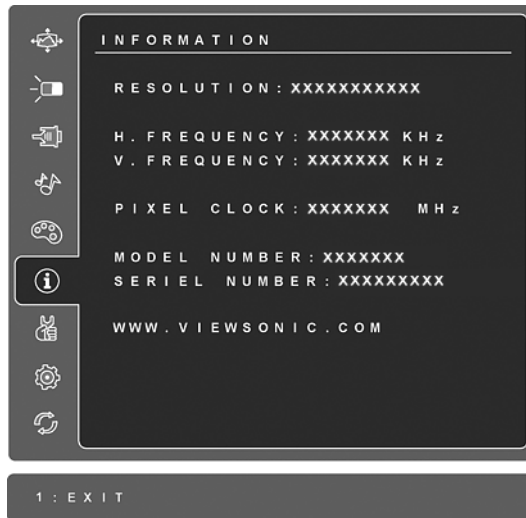 INFORMATION
RESOLUTION: XXXXXXXXXXX
H. FREQUENCY: XXXXXXX KHz
V. FREQUENCY: XXXXXXX KHz
PIXEL CLOCK: XXXXXXX MHz
MODEL NUMBER: XXXXXXX
SERIEL NUMBER: XXXXXXXXX
WWW.VIEWSONIC.COM
1: EXIT